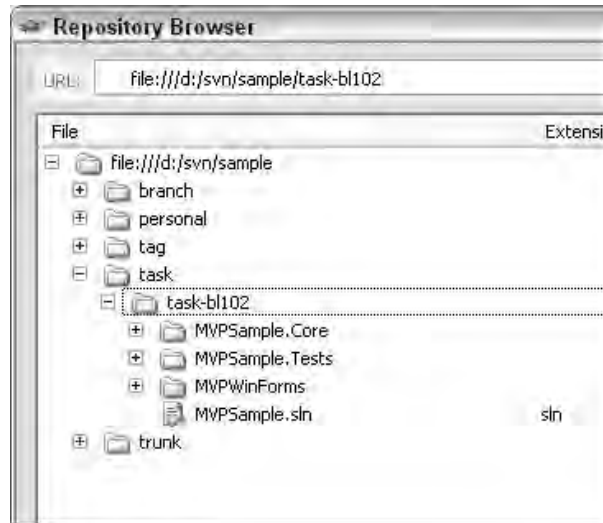 Repository Browser
URL: file:///d:/svn/sample/task-bl102
File Extensi
file:///d:/svn/sample
branch
personal
tag
task
task-bl102
MVPSample.Core
MVPSample.Tests
MVPWinForms
MVPSample.sln sln
trunk